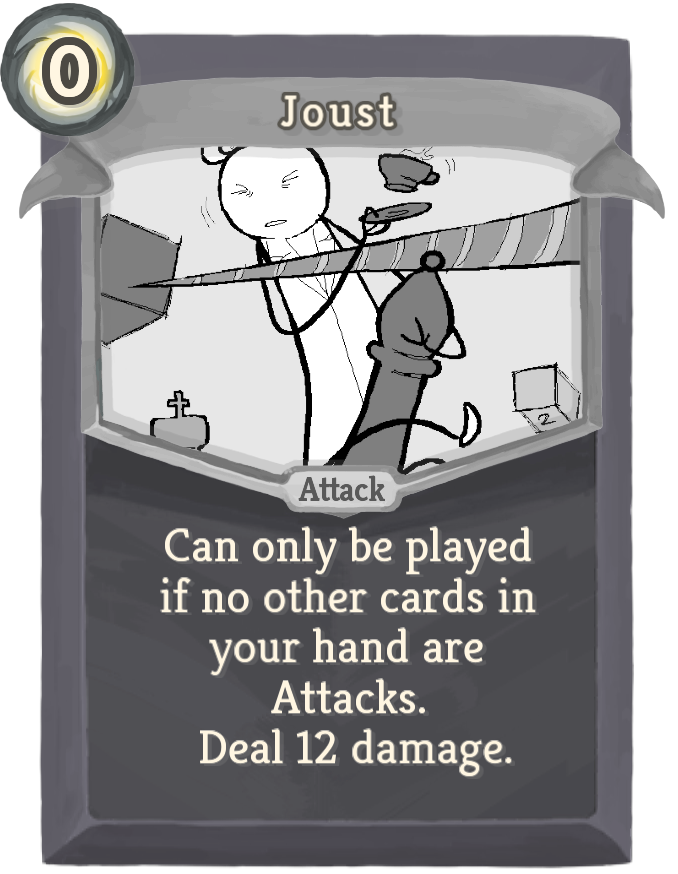 0
Joust
2
Attack
Can only be played
if no other cards in
your hand are
Attacks.
Deal 12 damage.